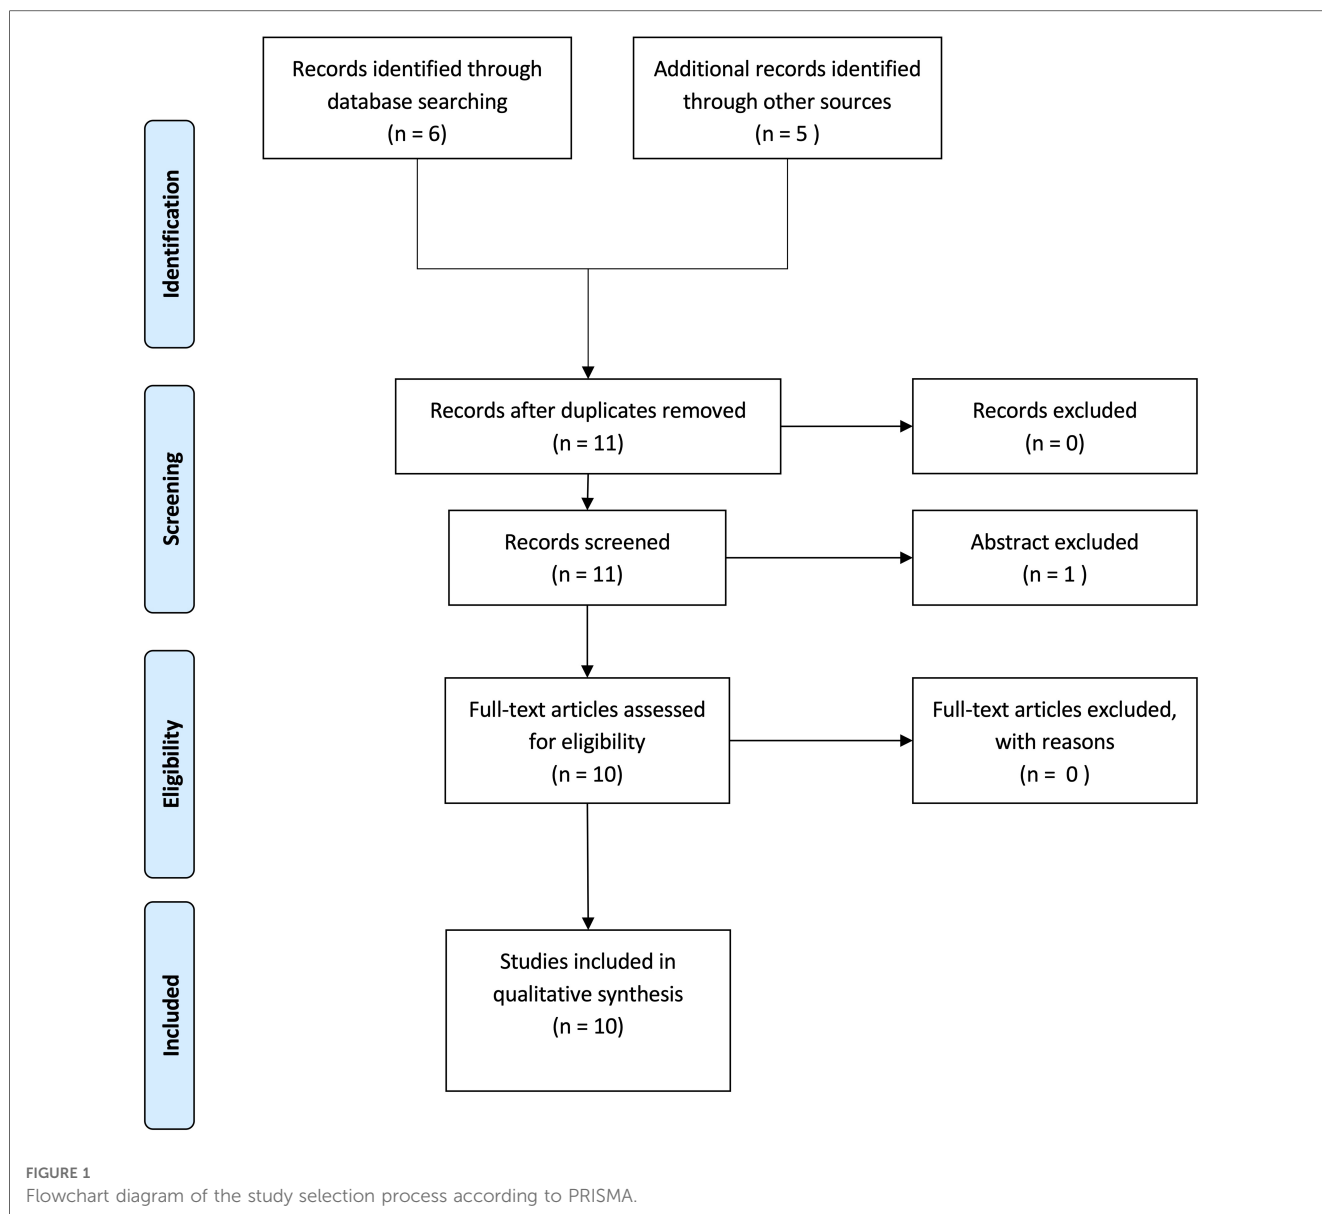 Records identified through
database searching
(n = 6)
Additional records identified
through other sources
(n = 5 )
Identification
Records after duplicates removed
(n = 11)
Records excluded
(n = 0)
Screening
Records screened
(n = 11)
Abstract excluded
(n = 1 )
Full-text articles assessed
for eligibility
(n = 10)
Full-text articles excluded,
with reasons
(n =  0 )
Eligibility
Studies included in
qualitative synthesis
(n = 10)
Included
FIGURE 1
Flowchart diagram of the study selection process according to PRISMA.